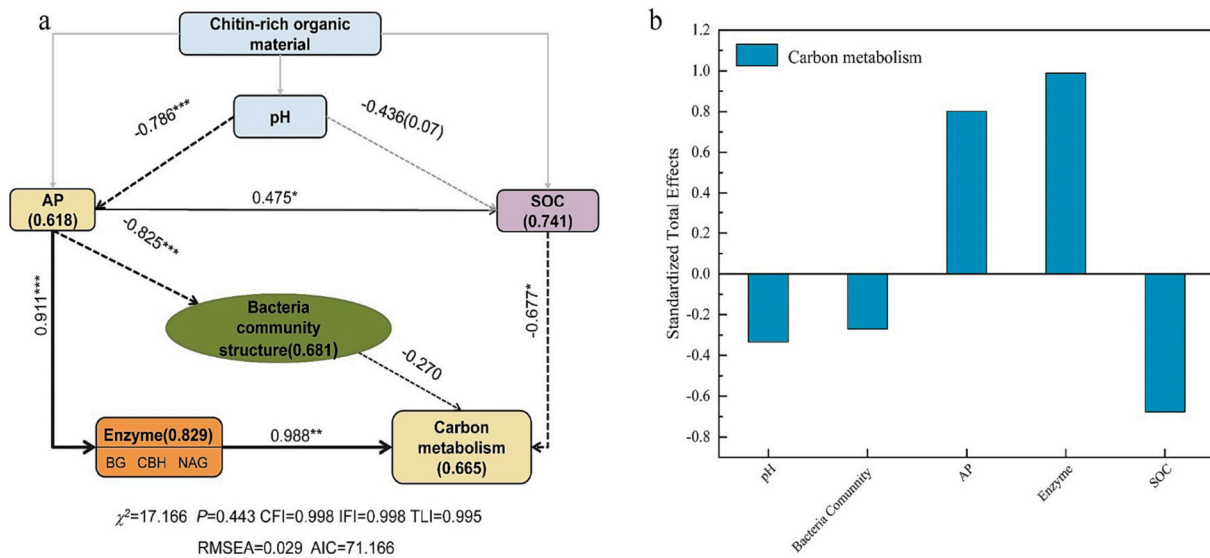 a
Chitin-rich organic
material
pH
-0.786***
-0.436(0.07)
AP
(0.618)
0.475*
SOC
(0.741)
-0.825***
0.911***
Bacteria
community
structure(0.681)
-0.677*
-0.270
Enzyme(0.829)
BG CBH NAG
0.988**
Carbon
metabolism
(0.665)
χ²=17.166 P=0.443 CFI=0.998 IFI=0.998 TLI=0.995
RMSEA=0.029 AIC=71.166
b
Carbon metabolism
Standardized Total Effects
1.2
1.0
0.8
0.6
0.4
0.2
0.0
-0.2
-0.4
-0.6
-0.8
pH
Bacteria Comunnity
AP
Enzyme
SOC